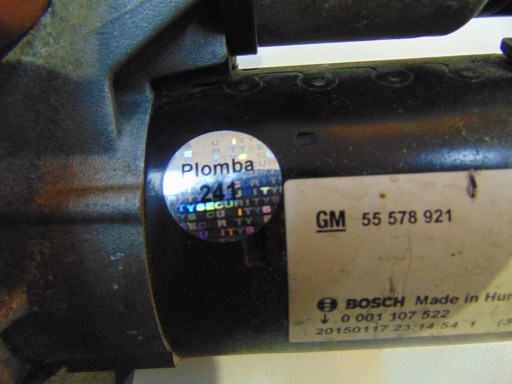 Plomba
241
GM 55 578 921
BOSCH Made in Hun
0 001 107 522
20150117 23:14:54 1 (3